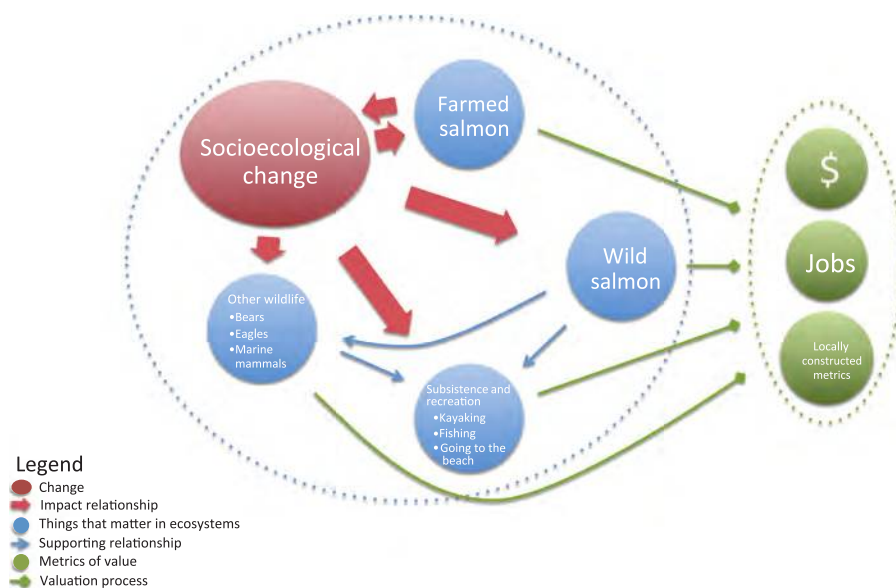 Farmed
salmon
Socioecological
change
$
Wild
salmon
Jobs
Other wildlife
•Bears
•Eagles
•Marine
mammals
Locally
constructed
metrics
Subsistence and
recreation
•Kayaking
•Fishing
•Going to the
beach
Legend
Change
Impact relationship
Things that matter in ecosystems
Supporting relationship
Metrics of value
Valuation process